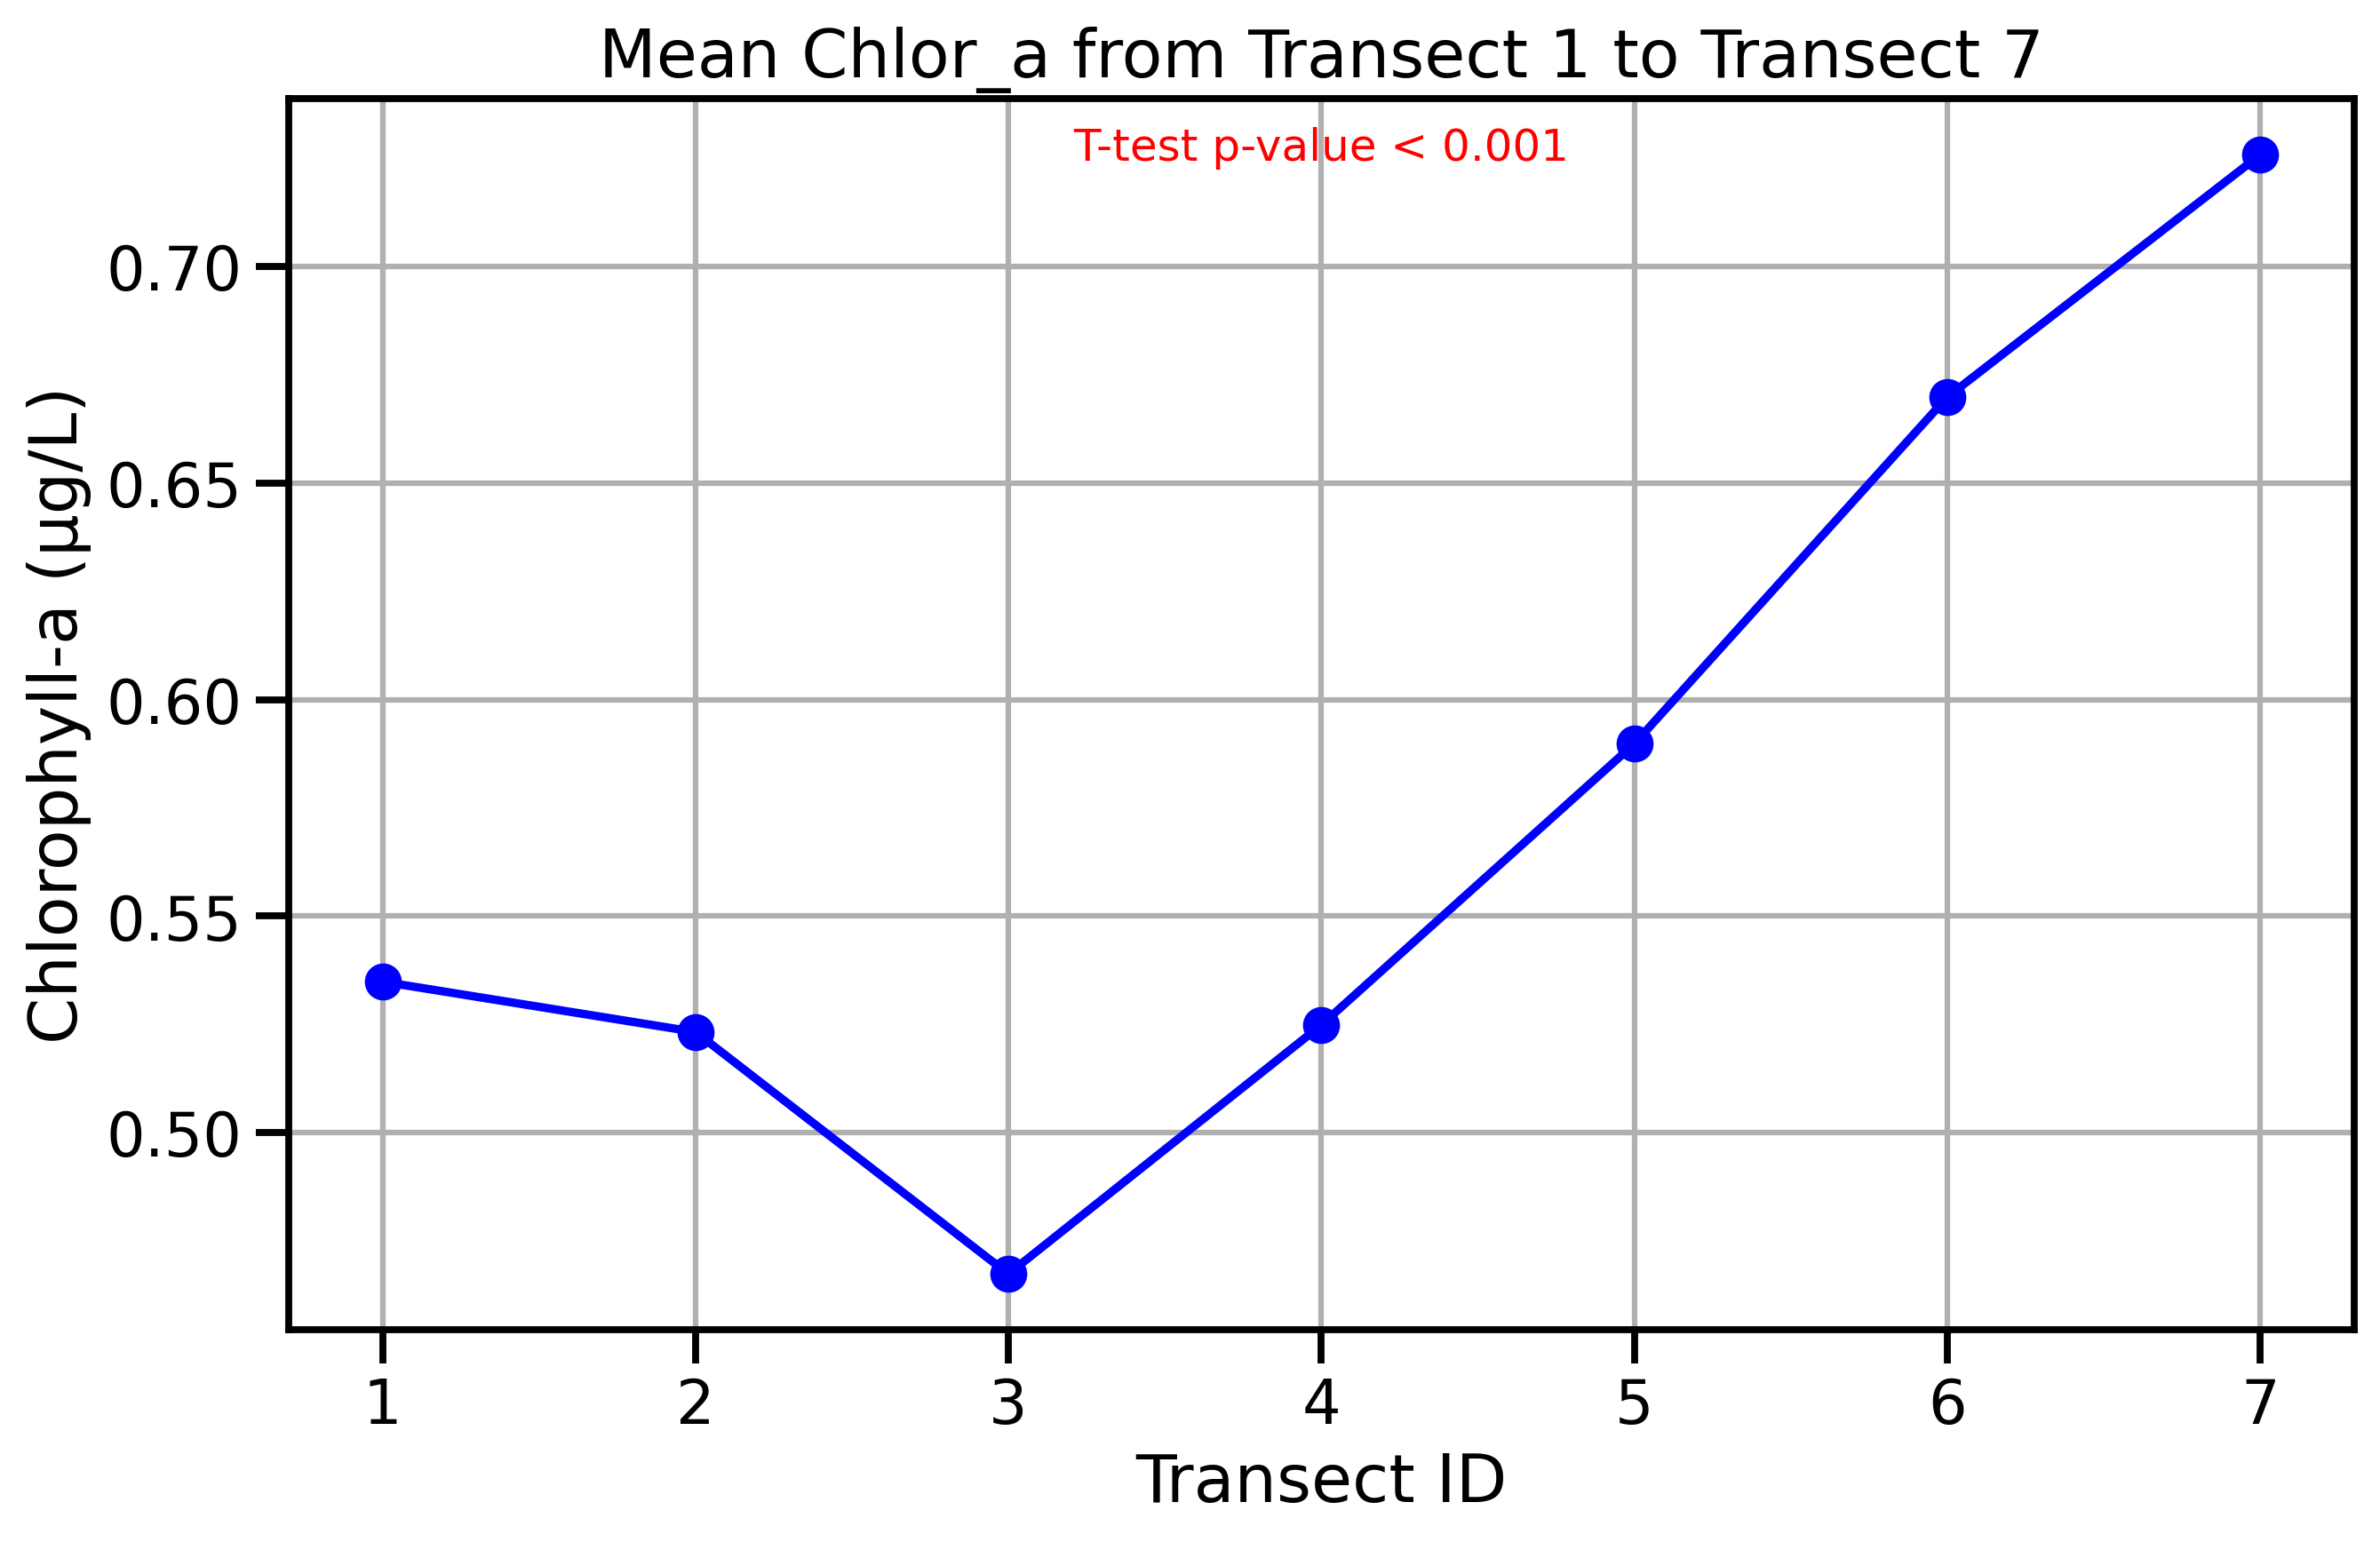 Mean Chlor_a from Transect 1 to Transect 7
T-test p-value < 0.001
Chlorophyll-a (µg/L)
0.70
0.65
0.60
0.55
0.50
1 2 3 4 5 6 7
Transect ID